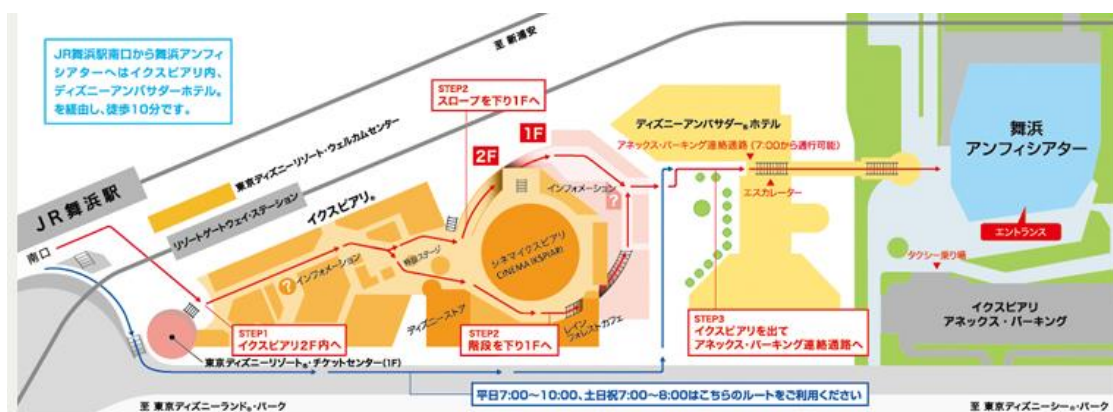 JR舞浜駅南口から舞浜アンフィ
シアターへはイクスピアリ内、
ディズニーアンバサダーホテル®
を経由し、徒歩10分です。
至 新浦安
STEP2
スロープを下り1Fへ
ディズニーアンバサダー®ホテル
アネックス・パーキング連絡通路（7:00から通行可能）
舞浜
アンフィシアター
1F
2F
東京ディズニーリゾート・ウェルカムセンター
JR舞浜駅
リゾートゲートウェイ・ステーション
イクスピアリ®
インフォメーション
?
エスカレーター
エントランス
南口
?インフォメーション
特設ステージ
シネマイクスピアリ
(CINEMA IKSPIARI)
タクシー乗り場
ディズニーストア
レイン
フォレストカフェ
イクスピアリ
アネックス・パーキング
STEP1
イクスピアリ2F内へ
STEP2
階段を下り1Fへ
STEP3
イクスピアリを出て
アネックス・パーキング連絡通路へ
東京ディズニーリゾート®・チケットセンター(1F)
平日7:00～10:00、土日祝7:00～8:00はこちらのルートをご利用ください
至 東京ディズニーランド®・パーク
至 東京ディズニーシー®・パーク